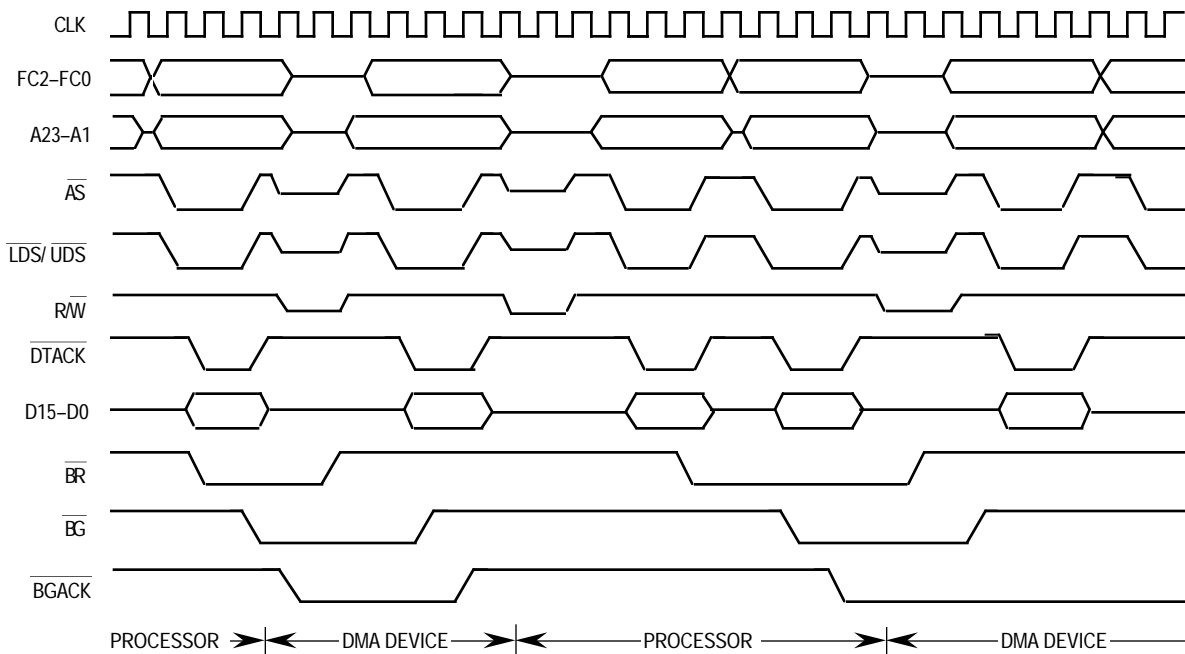 CLK
FC2–FC0
A23–A1
AS
LDS/ UDS
R/W
DTACK
D15–D0
BR
BG
BGACK
PROCESSOR DMA DEVICE PROCESSOR DMA DEVICE